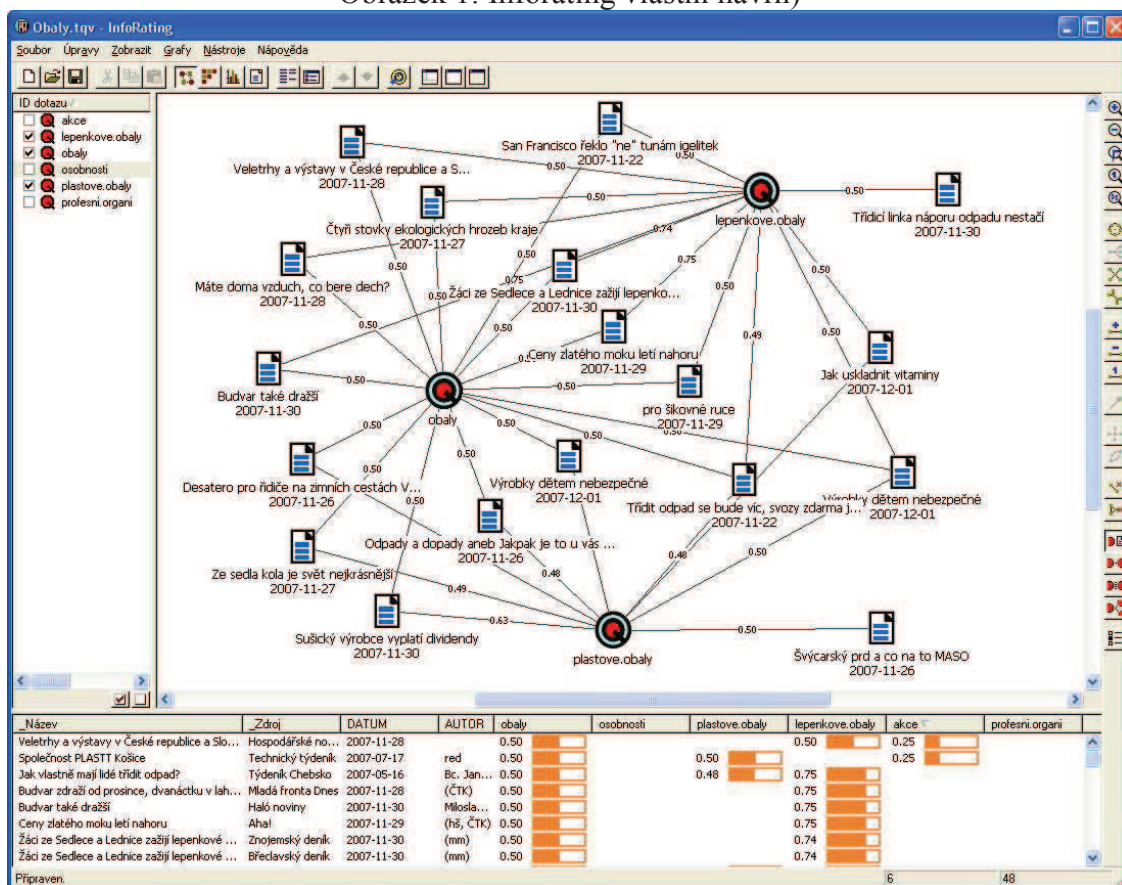 Obrázek 1: InfoRating vlastní návrh)
Obaly.tqv - InfoRating
Soubor Úpravy Zobrazit Grafy Nástroje Nápověda
ID dotazu
akce
lepenkove.obaly
obaly
osobnosti
plastove.obaly
profesni.organi
San Francisco řeklo "ne" tunám igelitek
2007-11-22
0.50
Veletrhy a výstavy v České republice a S...
2007-11-28
0.50
lepenkove.obaly
0.50
Třídicí linka náporu odpadu nestačí
2007-11-30
0.50
Čtyři stovky ekologických hrozeb kraje
2007-11-27
0.74
0.75
0.50
Máte doma vzduch, co bere dech?
2007-11-28
0.50
0.75
0.50
0.50
Žáci ze Sedlece a Lednice zažijí lepenko...
2007-11-30
0.50
0.50
0.50
0.49
0.50
Ceny zlatého moku letí nahoru
2007-11-29
Jak uskladnit vitaminy
2007-12-01
Budvar také dražší
2007-11-30
0.50
obaly
0.50
pro šikovné ruce
2007-11-29
0.50
0.50
0.50
0.50
0.50
Desatero pro řidiče na zimních cestách V...
2007-11-26
0.50
0.50
Výrobky dětem nebezpečné
2007-12-01
Třídit odpad se bude víc, svozy zdarma j...
2007-11-22
Výrobky dětem nebezpečné
2007-12-01
Odpady a dopady aneb Jakpak je to u vás ...
2007-11-26
0.48
0.48
0.50
Ze sedla kola je svět nejkrásnější
2007-11-27
0.49
0.63
Sušický výrobce vyplatí dividendy
2007-11-30
plastove.obaly
0.50
Švýcarský prd a co na to MASO
2007-11-26
_Název _Zdroj DATUM AUTOR obaly osobnosti plastove.obaly lepenkove.obaly akce profesni.organi
Veletrhy a výstavy v České republice a Slo... Hospodářské no... 2007-11-28 0.50 0.50 0.25
Společnost PLASTT Košice Technický týdeník 2007-07-17 red 0.50 0.50 0.25
Jak vlastně mají lidé třídit odpad? Týdeník Chebsko 2007-05-16 Bc. Jan... 0.50 0.48 0.75
Budvar zdraží od prosince, dvanáctku v lah... Mladá fronta Dnes 2007-11-28 (ČTK) 0.50 0.75
Budvar také dražší Haló noviny 2007-11-30 Milosla... 0.50 0.75
Ceny zlatého moku letí nahoru Aha! 2007-11-29 (hš, ČTK) 0.50 0.75
Žáci ze Sedlece a Lednice zažijí lepenkové ... Znojemský deník 2007-11-30 (mm) 0.50 0.74
Žáci ze Sedlece a Lednice zažijí lepenkové ... Břeclavský deník 2007-11-30 (mm) 0.50 0.74
Připraven. 6 48